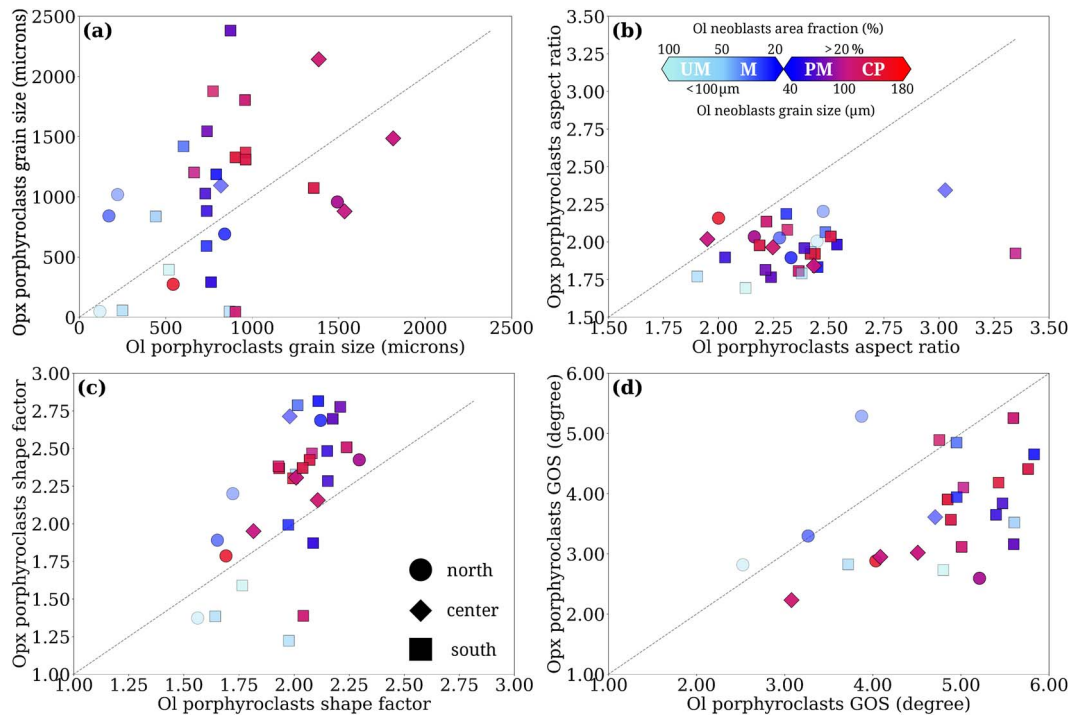 (a)
Opx porphyroclasts grain size (microns)
2500
2000
1500
1000
500
0
0 500 1000 1500 2000 2500
Ol porphyroclasts grain size (microns)
(b)
Opx porphyroclasts aspect ratio
3.50
3.25
3.00
2.75
2.50
2.25
2.00
1.75
1.50
1.50 1.75 2.00 2.25 2.50 2.75 3.00 3.25 3.50
Ol porphyroclasts aspect ratio
Ol neoblasts area fraction (%)
100 50 20 >20 %
UM M PM CP
<100 μm 40 100 180
Ol neoblasts grain size (μm)
(c)
Opx porphyroclasts shape factor
3.00
2.75
2.50
2.25
2.00
1.75
1.50
1.25
1.00
1.00 1.25 1.50 1.75 2.00 2.25 2.50 2.75 3.00
Ol porphyroclasts shape factor
north
center
south
(d)
Opx porphyroclasts GOS (degree)
6.00
5.00
4.00
3.00
2.00
1.00
1.00 2.00 3.00 4.00 5.00 6.00
Ol porphyroclasts GOS (degree)